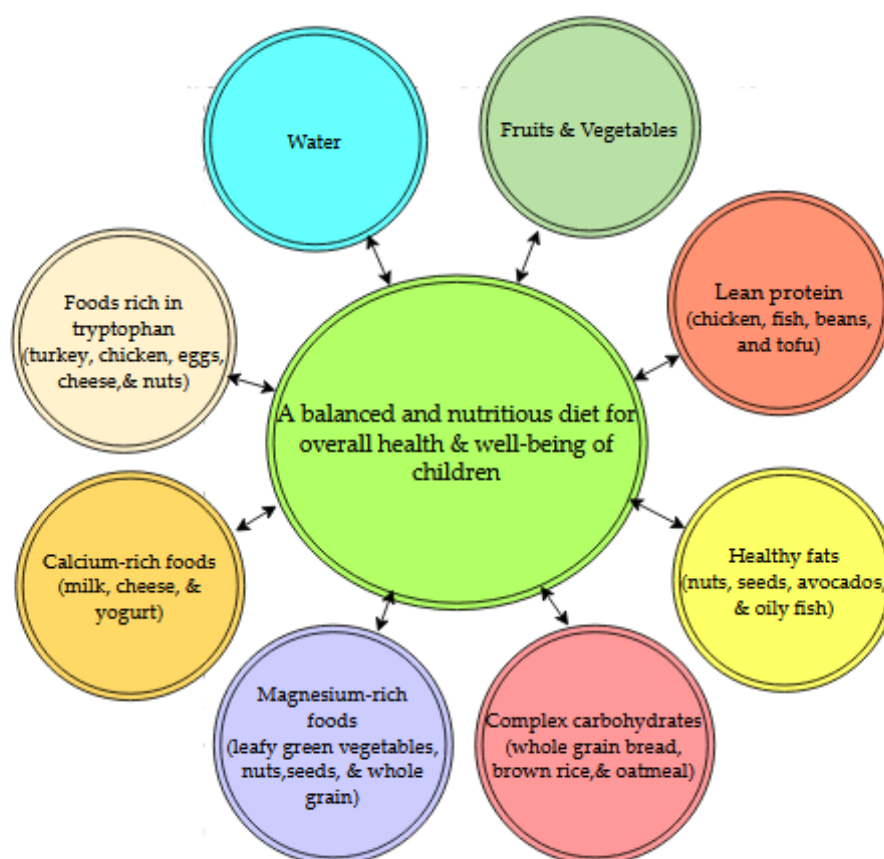 Water
Fruits & Vegetables
Foods rich in
tryptophan
(turkey, chicken, eggs,
cheese,& nuts)
Lean protein
(chicken, fish, beans,
and tofu)
A balanced and nutritious diet for
overall health & well-being of
children
Calcium-rich foods
(milk, cheese, &
yogurt)
Healthy fats
(nuts, seeds, avocados,
& oily fish)
Magnesium-rich
foods
(leafy green vegetables,
nuts,seeds, & whole
grain)
Complex carbohydrates
(whole grain bread,
brown rice,& oatmeal)